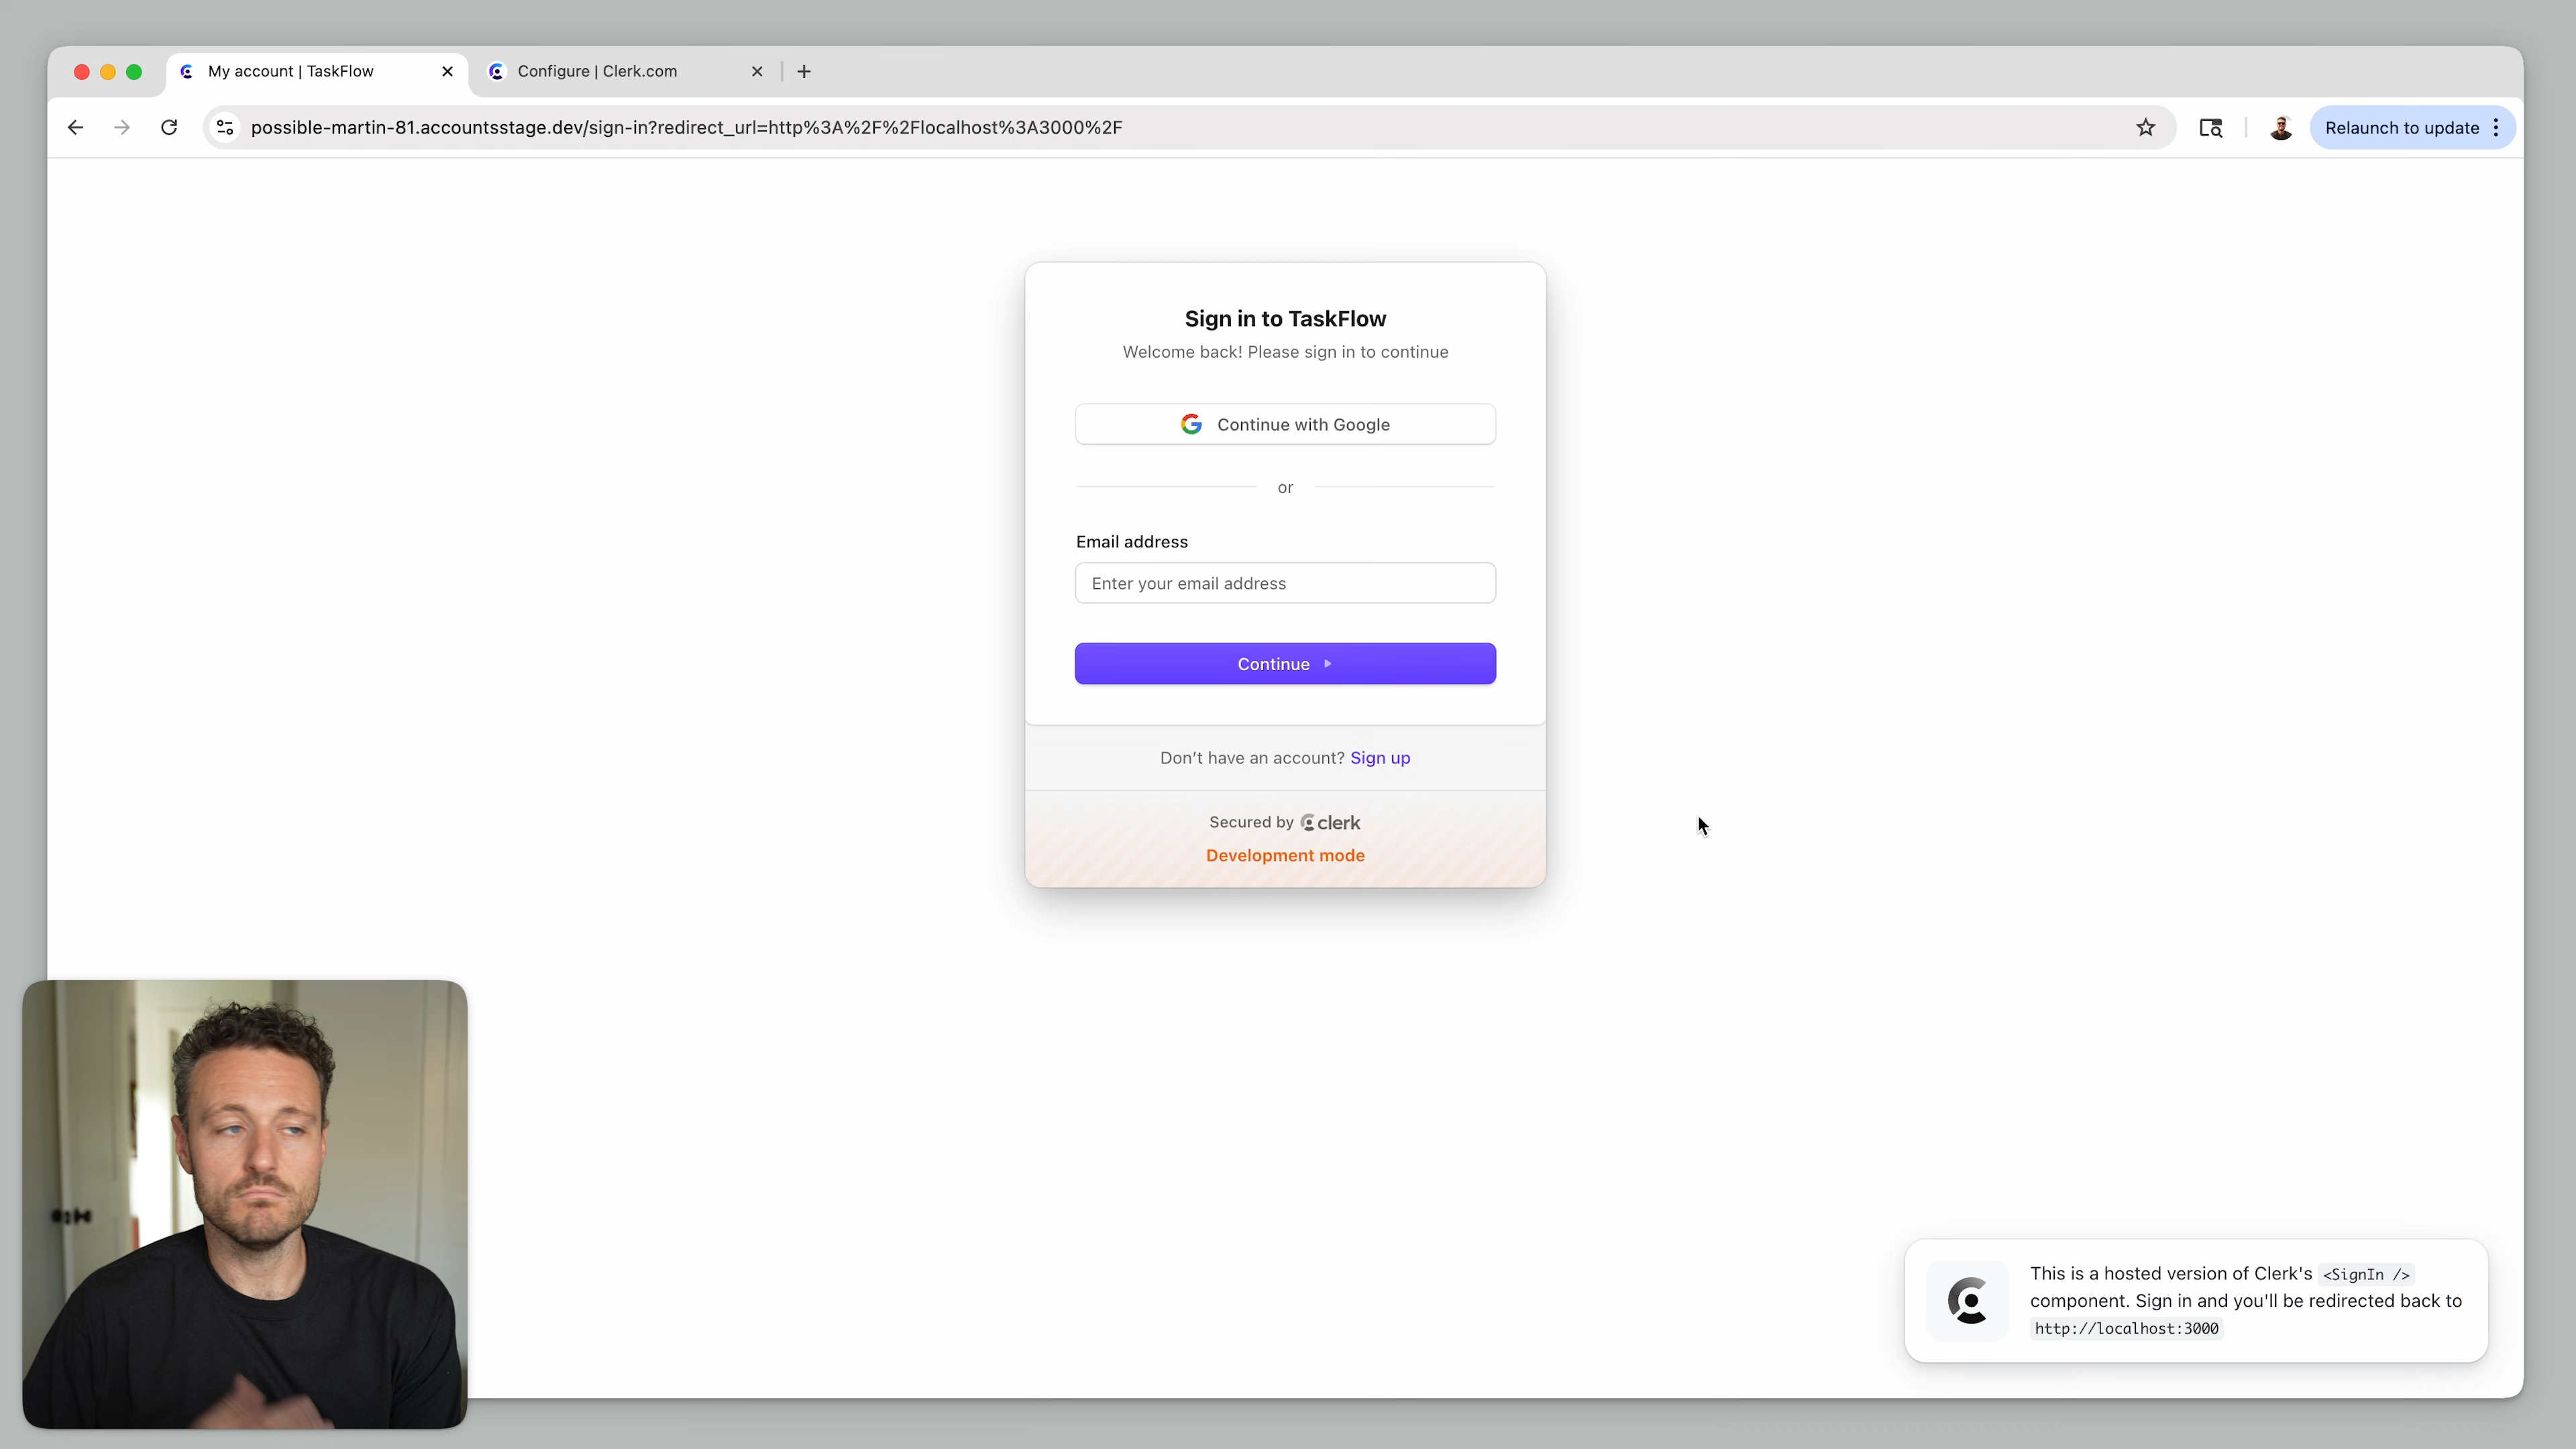 My account | TaskFlow
Configure | Clerk.com
possible-martin-81.accountsstage.dev/sign-in?redirect_url=http%3A%2F%2Flocalhost%3A3000%2F
Relaunch to update
Sign in to TaskFlow
Welcome back! Please sign in to continue
Continue with Google
or
Email address
Enter your email address
Continue
Don’t have an account? Sign up
Secured by clerk
Development mode
This is a hosted version of Clerk's <SignIn />
component. Sign in and you'll be redirected back to
http://localhost:3000